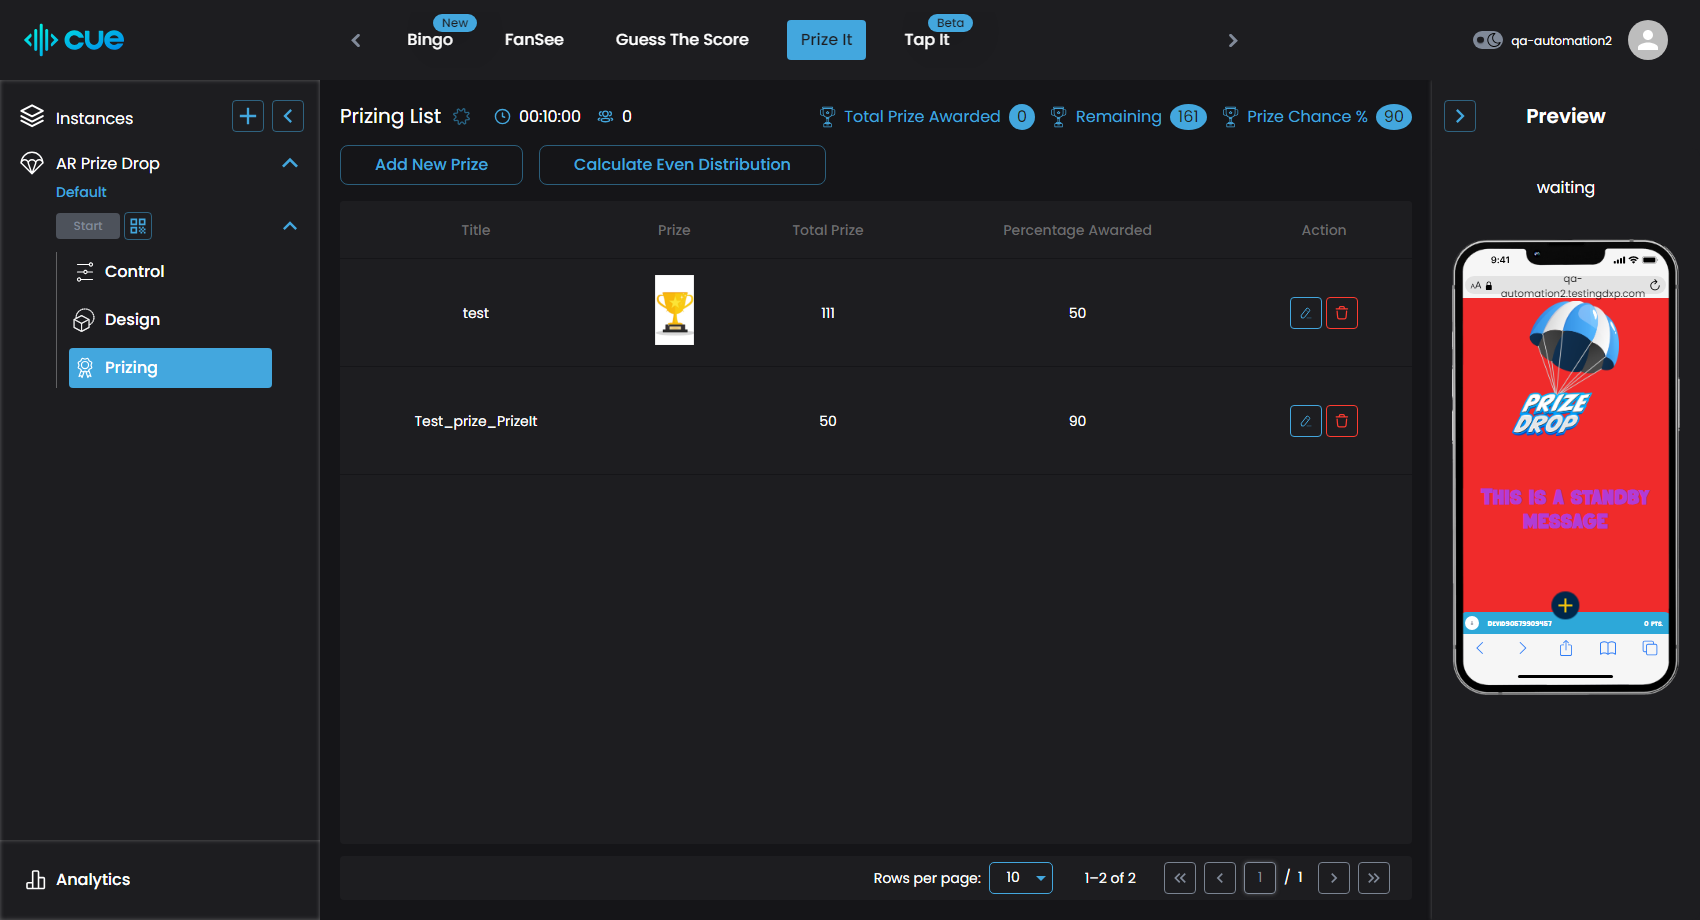 cue
New
Bingo
FanSee
Guess The Score
Prize It
Beta
Tap It
qa-automation2
Instances
AR Prize Drop
Default
Start
Control
Design
Prizing
Analytics
Prizing List
00:10:00
0
Total Prize Awarded 0
Remaining 161
Prize Chance % 90
Add New Prize
Calculate Even Distribution
Title Prize Total Prize Percentage Awarded Action
test 111 50
Test_prize_PrizeIt 50 90
Rows per page: 10 1–2 of 2 1 / 1
Preview
waiting
9:41
AA
qa-
automation2.testingdxp.com
PRIZE
DROP
This is a standby
message
0 PTS.